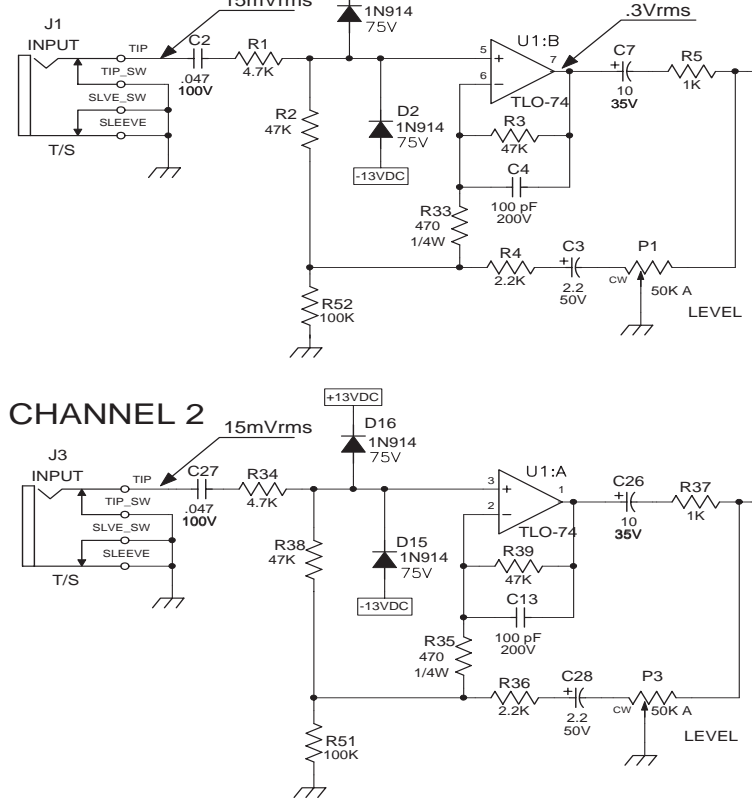 15mVrms
1N914
75V
.3Vrms
J1
INPUT
TIP
TIP_SW
SLVE_SW
SLEEVE
T/S
C2
.047
100V
R1
4.7K
R2
47K
D2
1N914
75V
-13VDC
5
6
7
+
−
U1:B
TLO-74
R3
47K
C4
100 pF
200V
R33
470
1/4W
C7
+
10
35V
R5
1K
R4
2.2K
C3
+
2.2
50V
P1
CW
50K A
LEVEL
R52
100K
CHANNEL 2
+13VDC
D16
1N914
75V
15mVrms
J3
INPUT
TIP
TIP_SW
SLVE_SW
SLEEVE
T/S
C27
.047
100V
R34
4.7K
R38
47K
D15
1N914
75V
-13VDC
3
2
1
+
−
U1:A
TLO-74
R39
47K
C13
100 pF
200V
R35
470
1/4W
C26
+
10
35V
R37
1K
R36
2.2K
C28
+
2.2
50V
P3
CW
50K A
LEVEL
R51
100K